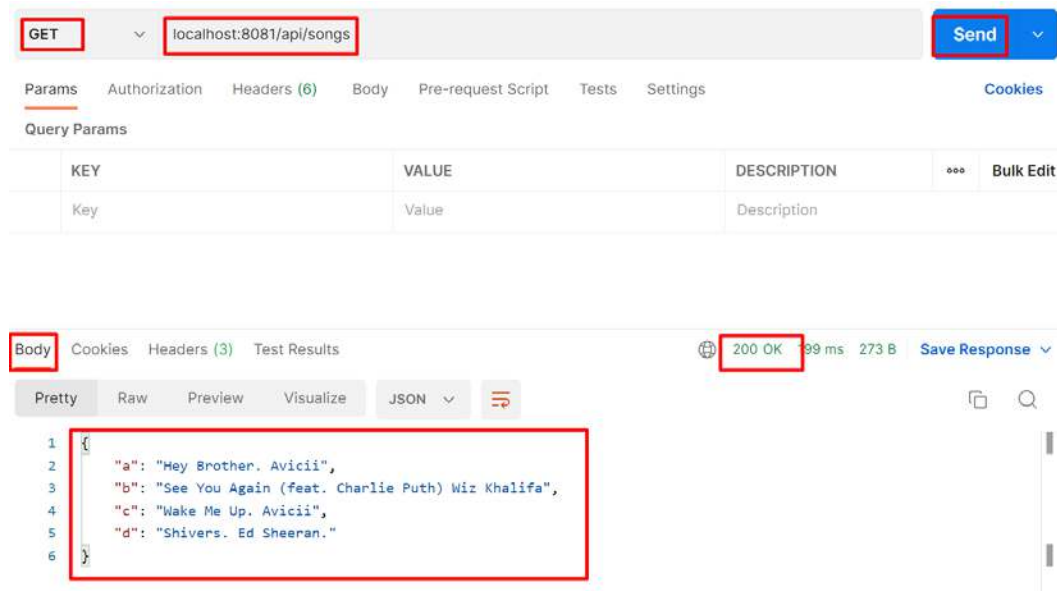 GET localhost:8081/api/songs Send
Params Authorization Headers (6) Body Pre-request Script Tests Settings Cookies
Query Params
KEY VALUE DESCRIPTION ooo Bulk Edit
Key Value Description
Body Cookies Headers (3) Test Results 200 OK 99 ms 273 B Save Response
Pretty Raw Preview Visualize JSON
1 {
2 "a": "Hey Brother. Avicii",
3 "b": "See You Again (feat. Charlie Puth) Wiz Khalifa",
4 "c": "Wake Me Up. Avicii",
5 "d": "Shivers. Ed Sheeran."
6 }